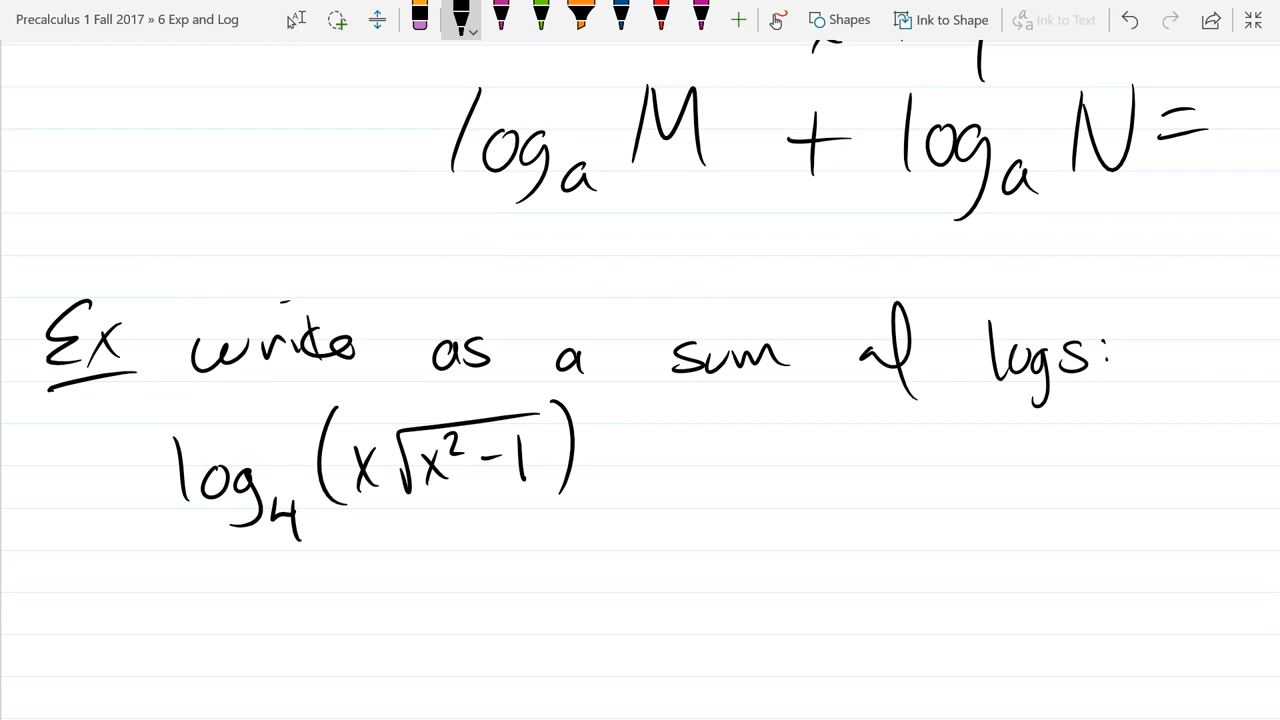 Precalculus 1 Fall 2017 » 6 Exp and Log
Shapes
Ink to Shape
Ink to Text
logₐ M + logₐ N =
Ex write as a sum of logs:
log₄ (x√(x² - 1))